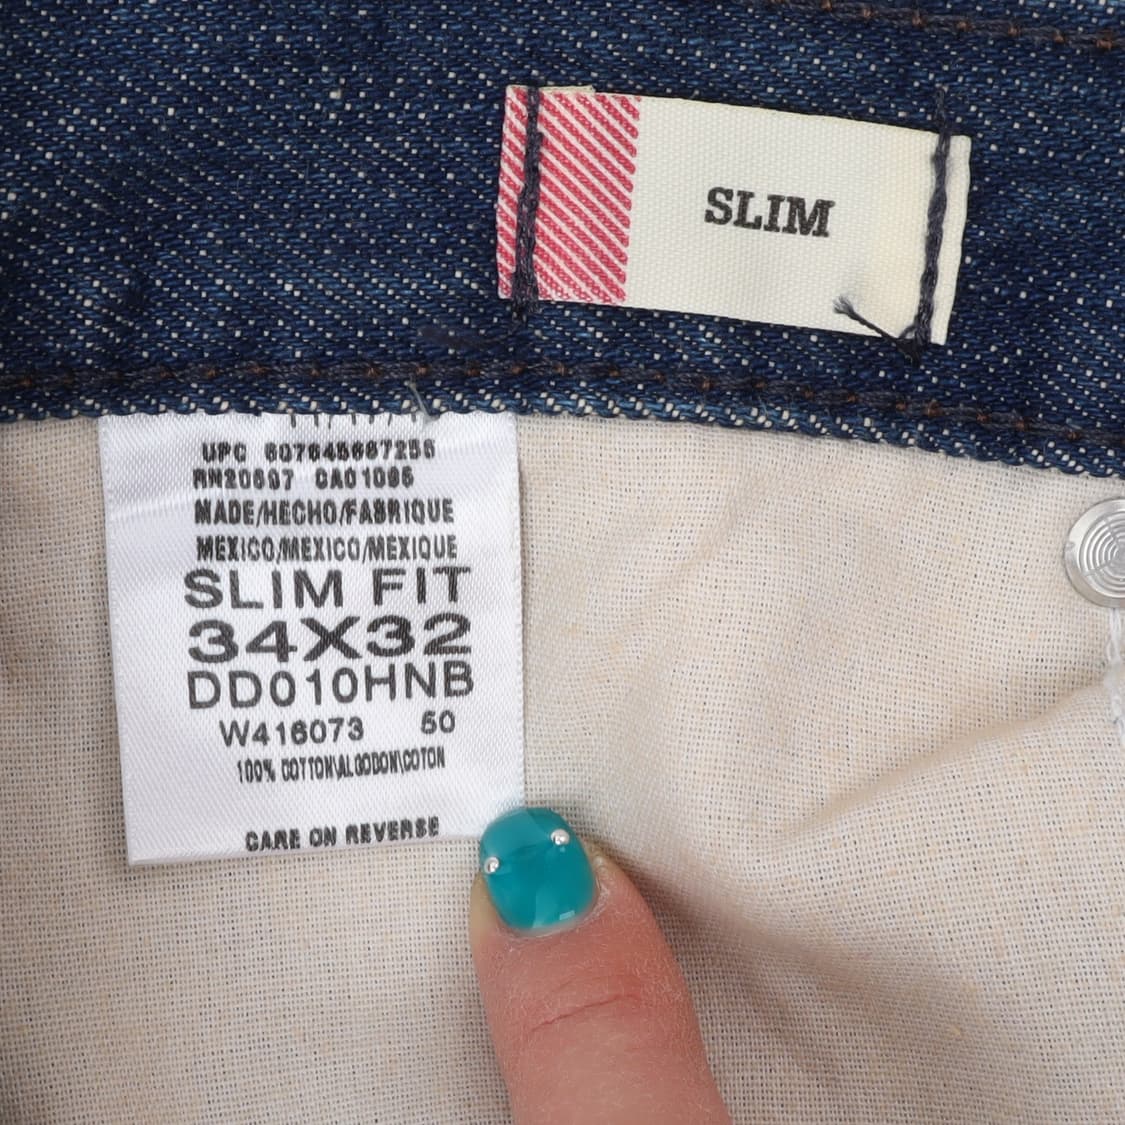 SLIM
UPC 607645667256
RN20697 CA01095
MADE/HECHO/FABRIQUE
MEXICO/MEXICO/MEXIQUE
SLIM FIT
34X32
DD010HNB
W416073 50
100% COTTON\ALGODON\COTON
CARE ON REVERSE